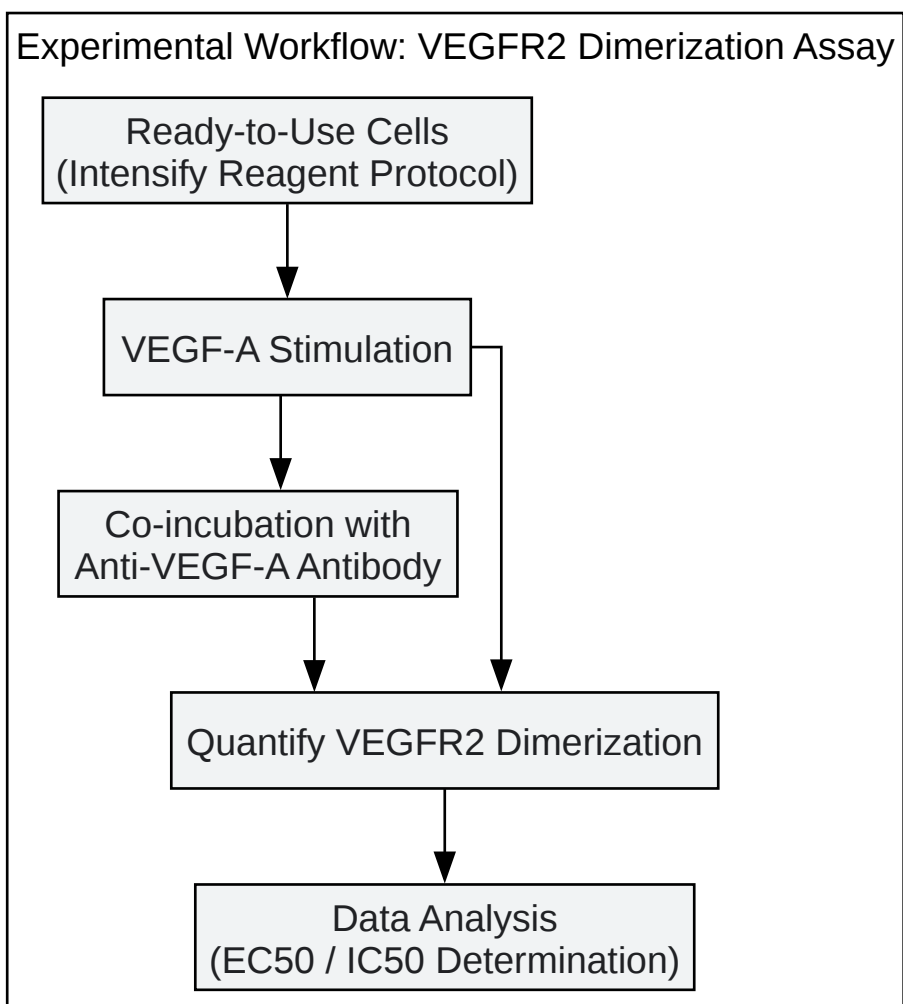 Experimental Workflow: VEGFR2 Dimerization Assay
Ready-to-Use Cells
(Intensify Reagent Protocol)
VEGF-A Stimulation
Co-incubation with
Anti-VEGF-A Antibody
Quantify VEGFR2 Dimerization
Data Analysis
(EC50 / IC50 Determination)